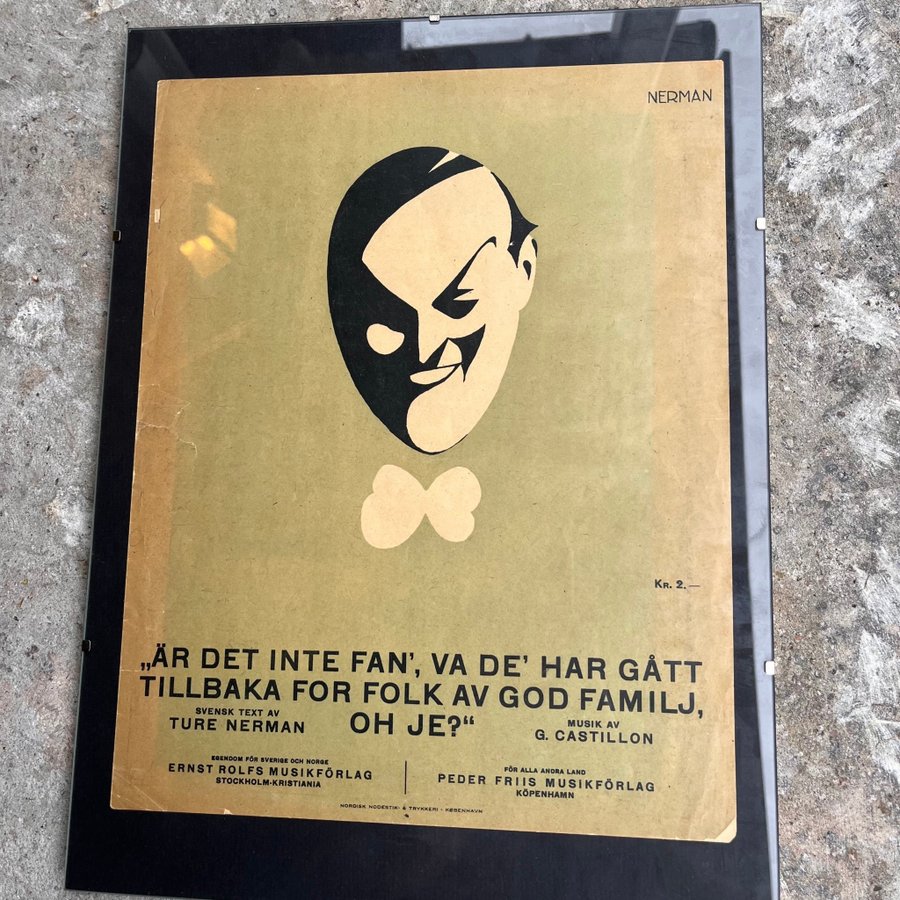 NERMAN
KR. 2.—
„ÄR DET INTE FAN', VA DE' HAR GÅTT
TILLBAKA FOR FOLK AV GOD FAMILJ,
OH JE?“
SVENSK TEXT AV
TURE NERMAN
MUSIK AV
G. CASTILLON
EGENDOM FÖR SVERIGE OCH NORGE
ERNST ROLFS MUSIKFÖRLAG
STOCKHOLM-KRISTIANIA
FÖR ALLA ANDRA LAND
PEDER FRIIS MUSIKFÖRLAG
KÖPENHAMN
NORDISK NODESTIK- & TRYKKERI - KØBENHAVN